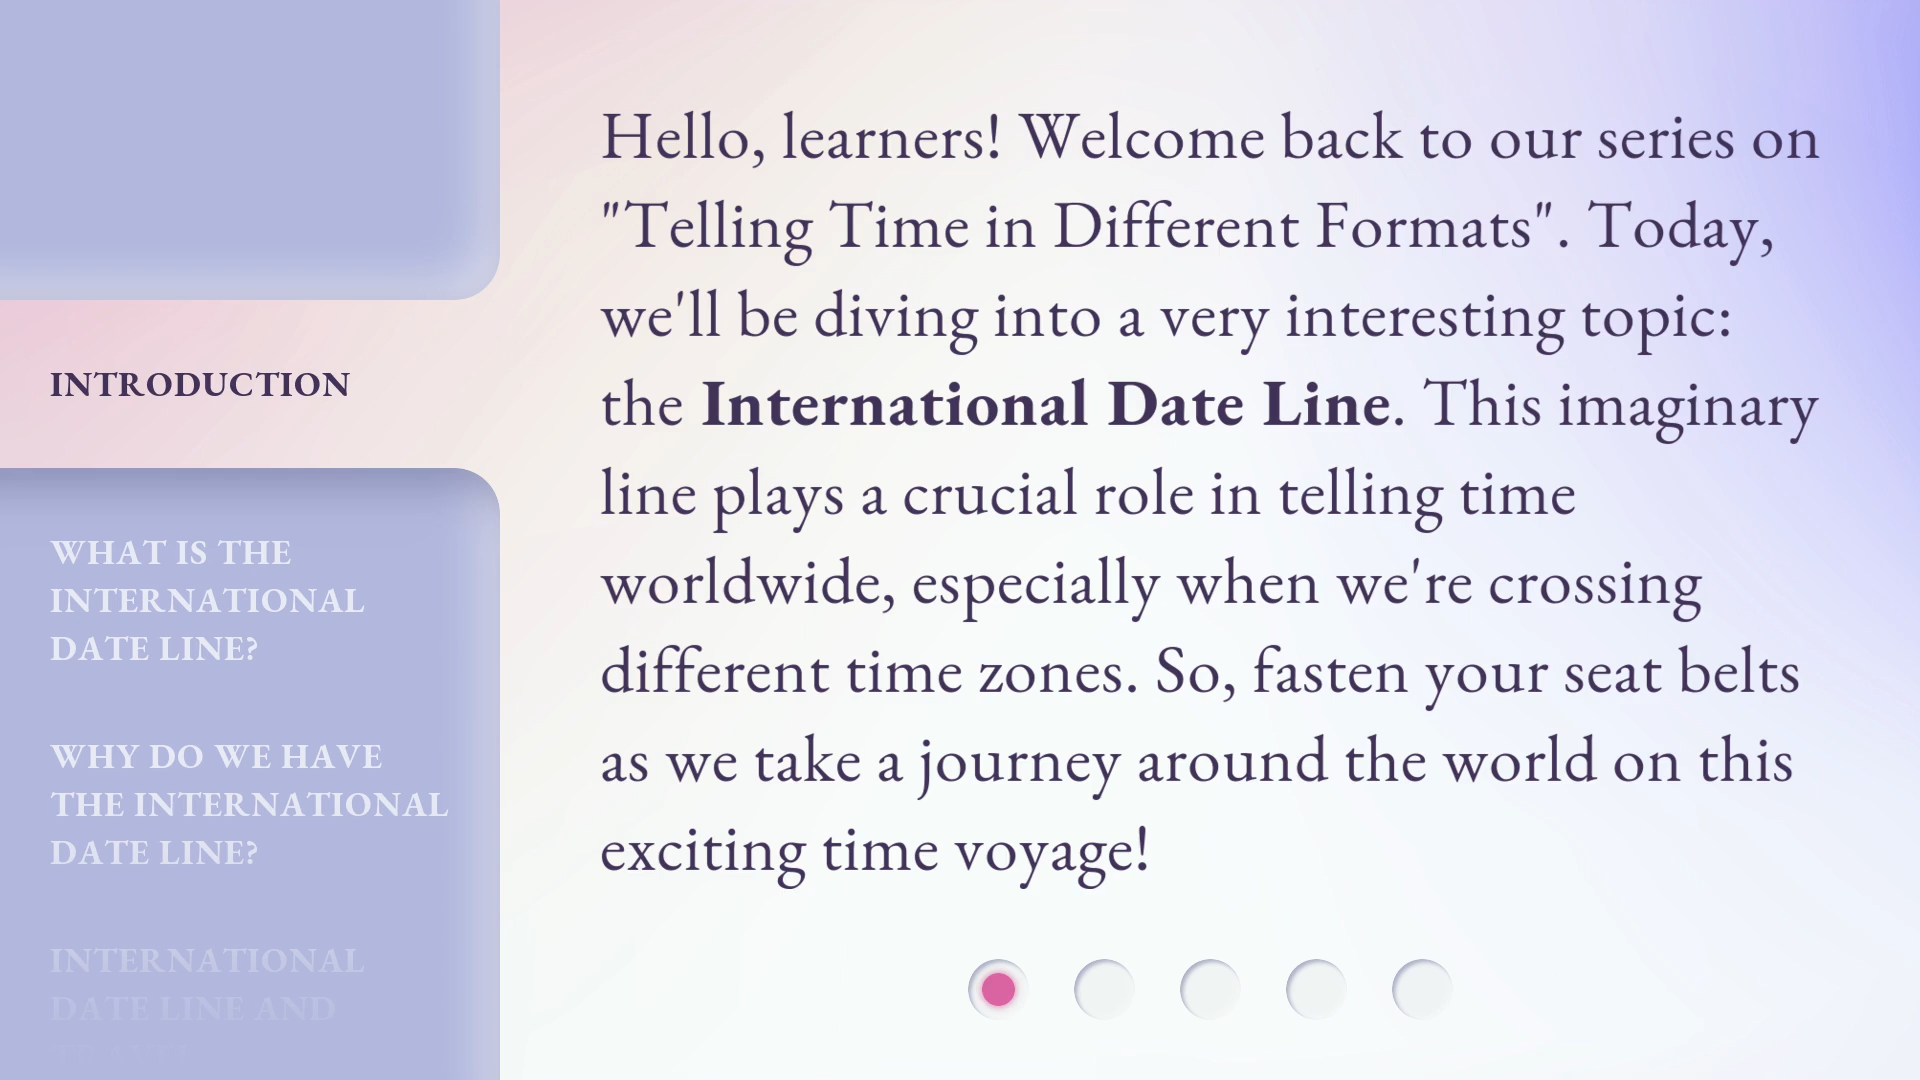 INTRODUCTION
WHAT IS THE
INTERNATIONAL
DATE LINE?
WHY DO WE HAVE
THE INTERNATIONAL
DATE LINE?
INTERNATIONAL
DATE LINE AND
TRAVEL
Hello, learners! Welcome back to our series on
"Telling Time in Different Formats". Today,
we'll be diving into a very interesting topic:
the International Date Line. This imaginary
line plays a crucial role in telling time
worldwide, especially when we're crossing
different time zones. So, fasten your seat belts
as we take a journey around the world on this
exciting time voyage!